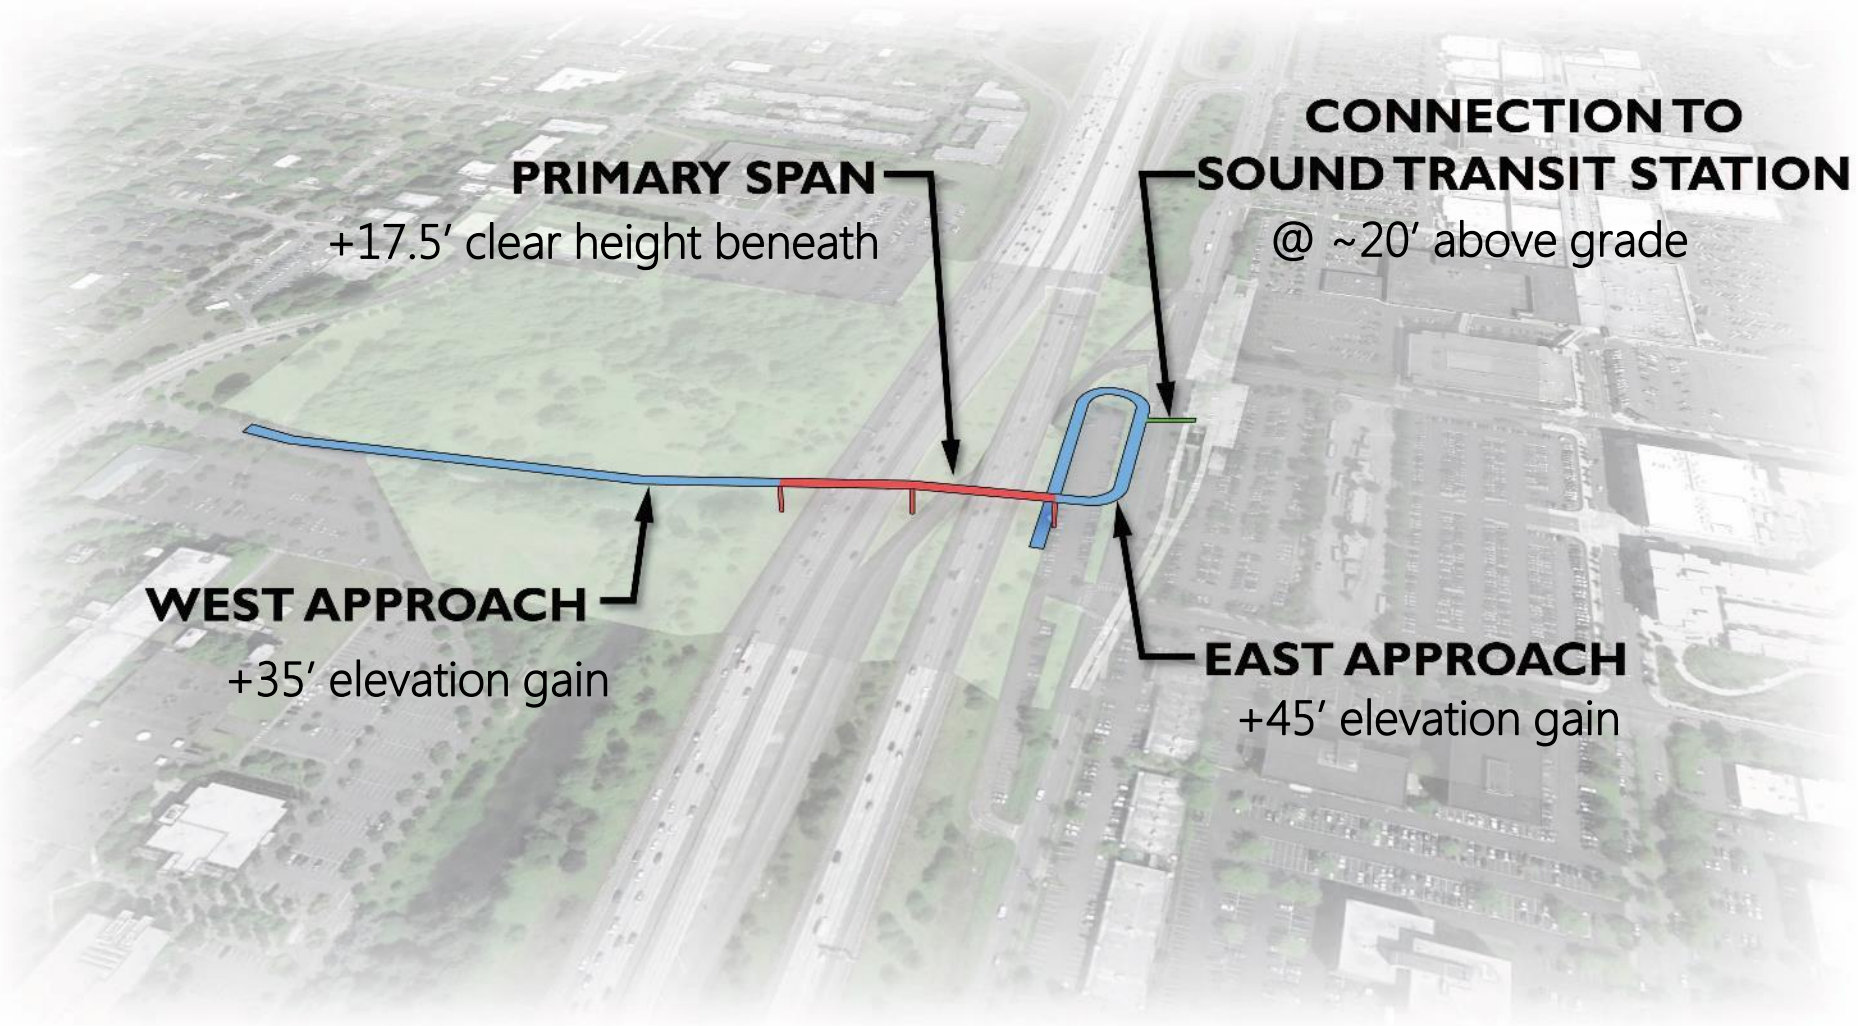 CONNECTION TO
SOUND TRANSIT STATION
@ ~20' above grade
PRIMARY SPAN
+17.5' clear height beneath
WEST APPROACH
+35' elevation gain
EAST APPROACH
+45' elevation gain